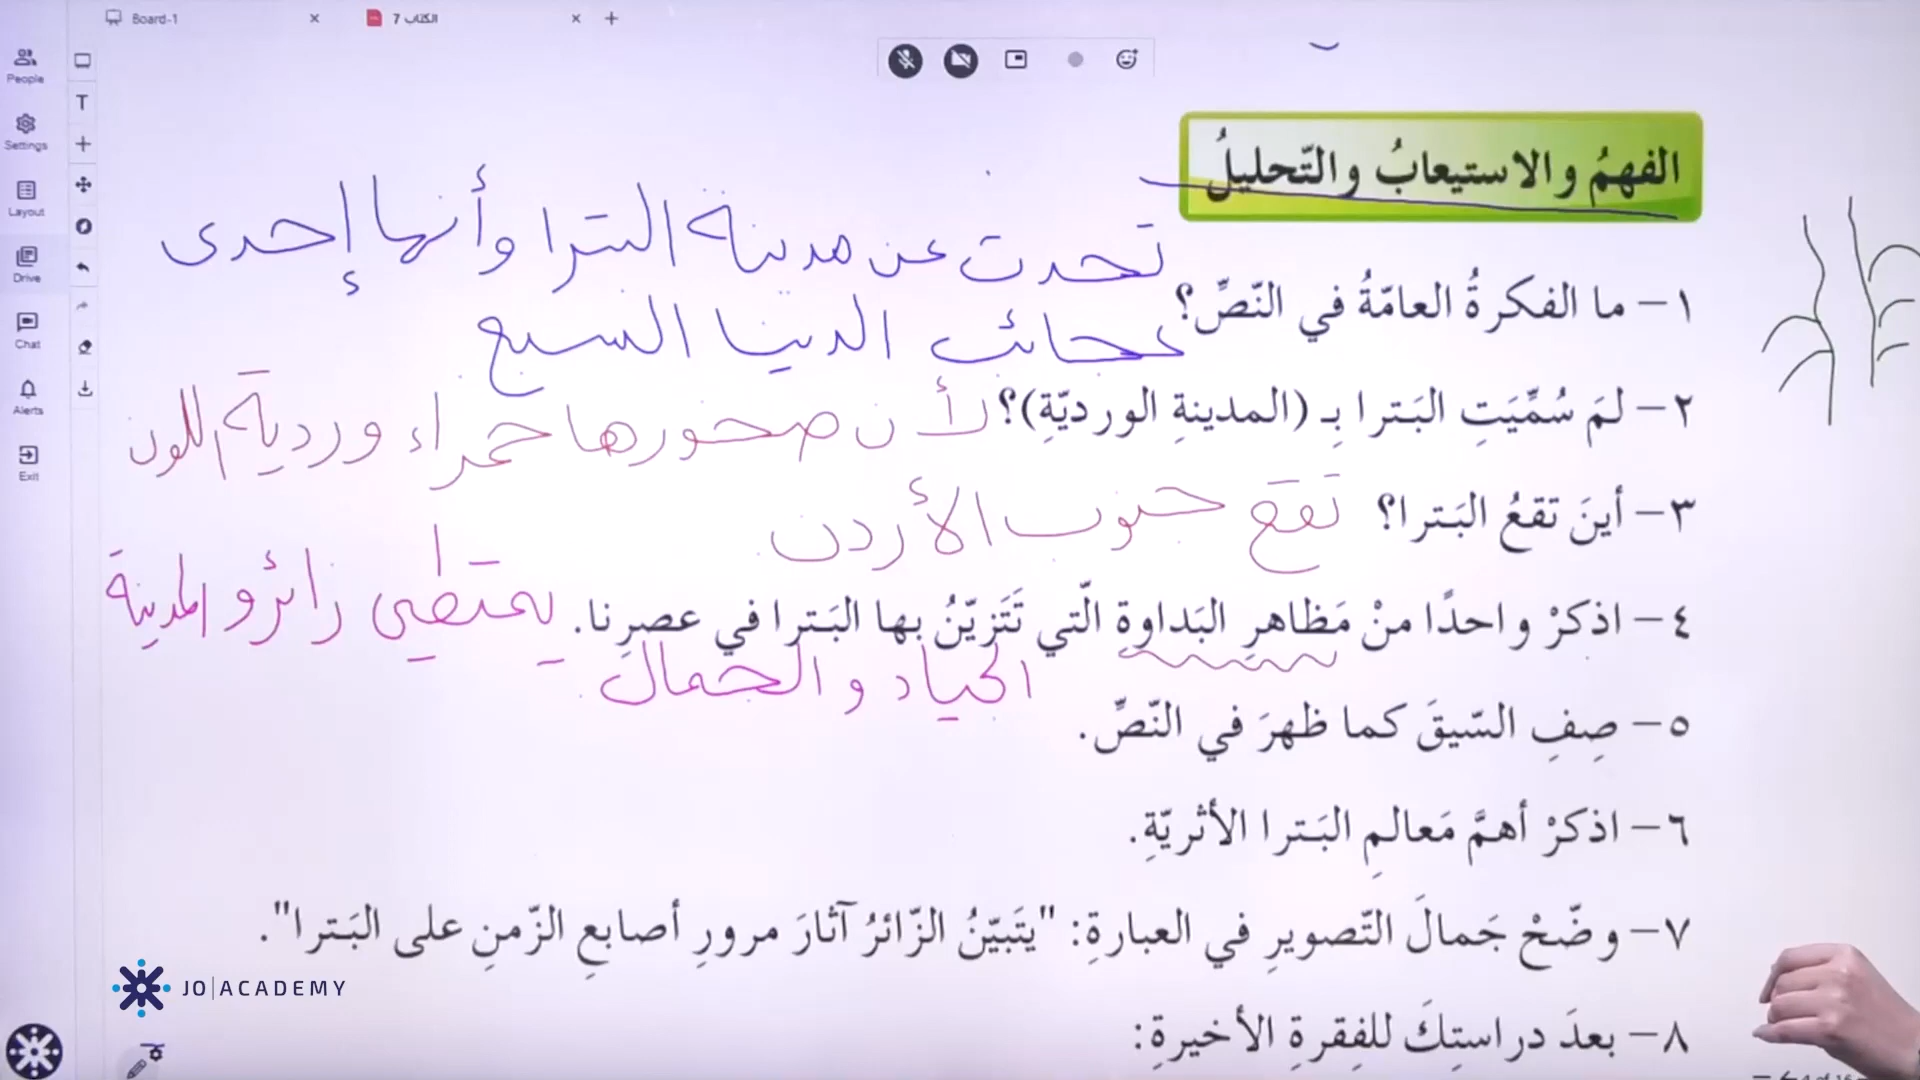 Board-1
الكتاب 7
People
Settings
Layout
Drive
Chat
Alerts
Exit
T
الفهمُ والاستيعابُ والتّحليلُ
١– ما الفكرةُ العامّةُ في النّصِّ؟
تحدث عن مدينة البترا وأنها إحدى
عجائب الدنيا السبع
٢– لمَ سُمِّيَتِ البَترا بِـ (المدينةِ الورديّةِ)؟
لأن صخورها حمراء وردية اللون
٣– أينَ تقعُ البَترا؟
تقع جنوب الأردن
٤– اذكرْ واحدًا منْ مَظاهرِ البَداوةِ الّتي تَتَزيّنُ بها البَترا في عصرِنا.
يمتطي زائرو المدينة
الجياد والجمال.
٥– صِفِ السّيقَ كما ظهرَ في النّصِّ.
٦– اذكرْ أهمَّ مَعالمِ البَترا الأثريّةِ.
٧– وضّحْ جَمالَ التّصويرِ في العبارةِ: "يتَبيّنُ الزّائرُ آثارَ مرورِ أصابعِ الزّمنِ على البَترا".
٨– بعدَ دراستِكَ للفِقرةِ الأخيرةِ:
JO|ACADEMY